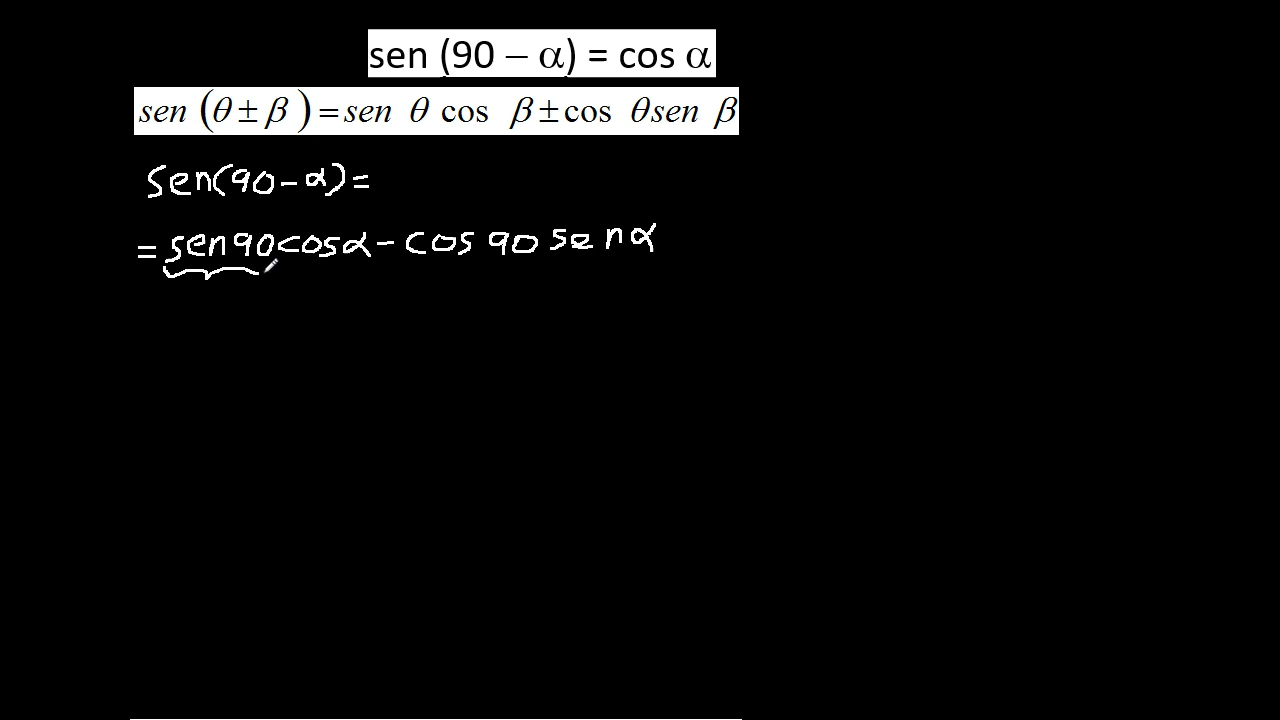 sen (90 – α) = cos α
sen (θ ± β) = sen θ cos β ± cos θ sen β
sen(90 - α) =
= sen 90 cos α - cos 90 sen α